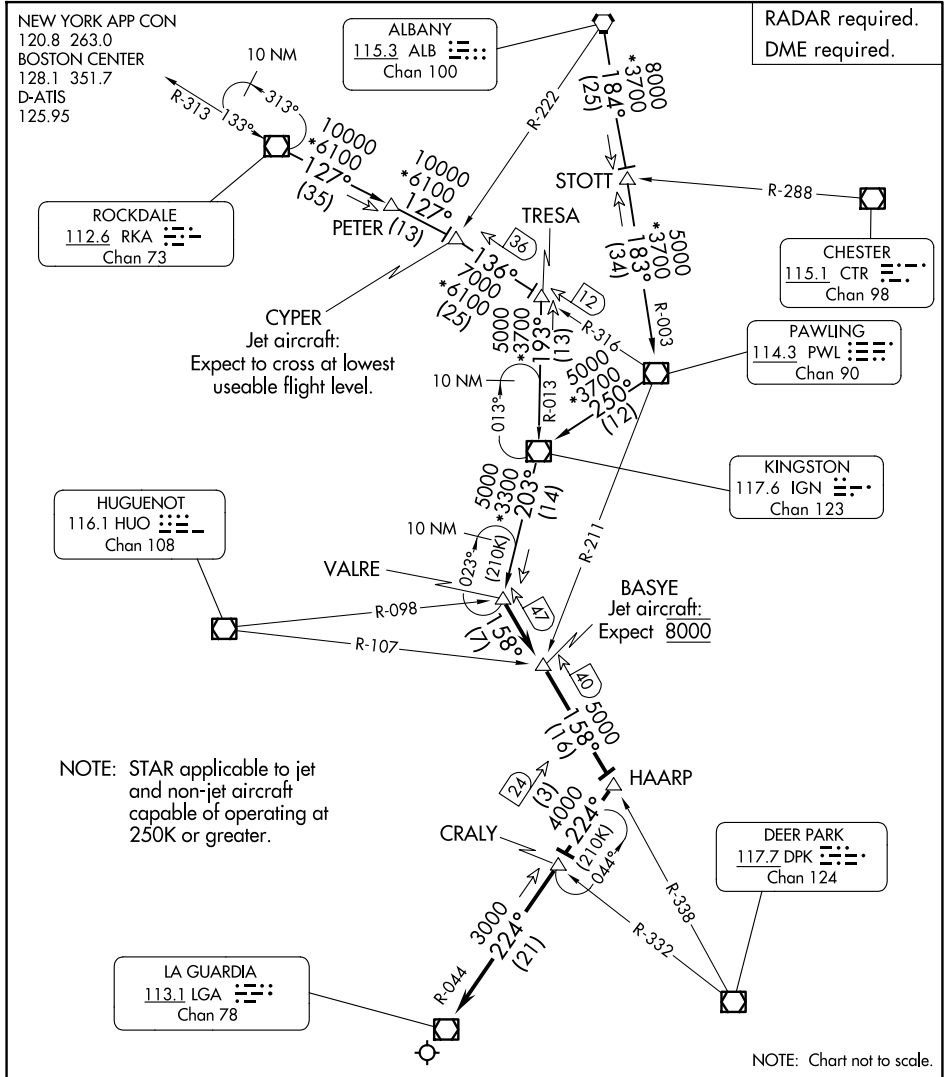 NEW YORK APP CON
120.8 263.0
BOSTON CENTER
128.1 351.7
D-ATIS
125.95
RADAR required.
DME required.
ALBANY
115.3 ALB
Chan 100
10 NM
R-313
133°
313°
R-222
8000
*3700
184°
(25)
10000
*6100
127°
(35)
10000
*6100
127°
(13)
STOTT
R-288
ROCKDALE
112.6 RKA
Chan 73
PETER
TRESA
36
CHESTER
115.1 CTR
Chan 98
5000
*3700
183°
(34)
R-003
136°
7000
*6100
(25)
12
R-316
CYPER
Jet aircraft:
Expect to cross at lowest
useable flight level.
5000
*3700
193°
(13)
PAWLING
114.3 PWL
Chan 90
10 NM
013°
R-013
5000
*3700
250°
(12)
KINGSTON
117.6 IGN
Chan 123
HUGUENOT
116.1 HUO
Chan 108
5000
*3300
203°
(14)
10 NM
023°
(210K)
R-211
VALRE
BASYE
Jet aircraft:
Expect 8000
R-098
47
R-107
158°
(7)
40
5000
158°
(16)
NOTE: STAR applicable to jet
and non-jet aircraft
capable of operating at
250K or greater.
HAARP
24
(3)
4000
224°
(210K)
044°
CRALY
DEER PARK
117.7 DPK
Chan 124
R-338
R-332
3000
224°
(21)
R-044
LA GUARDIA
113.1 LGA
Chan 78
NOTE: Chart not to scale.